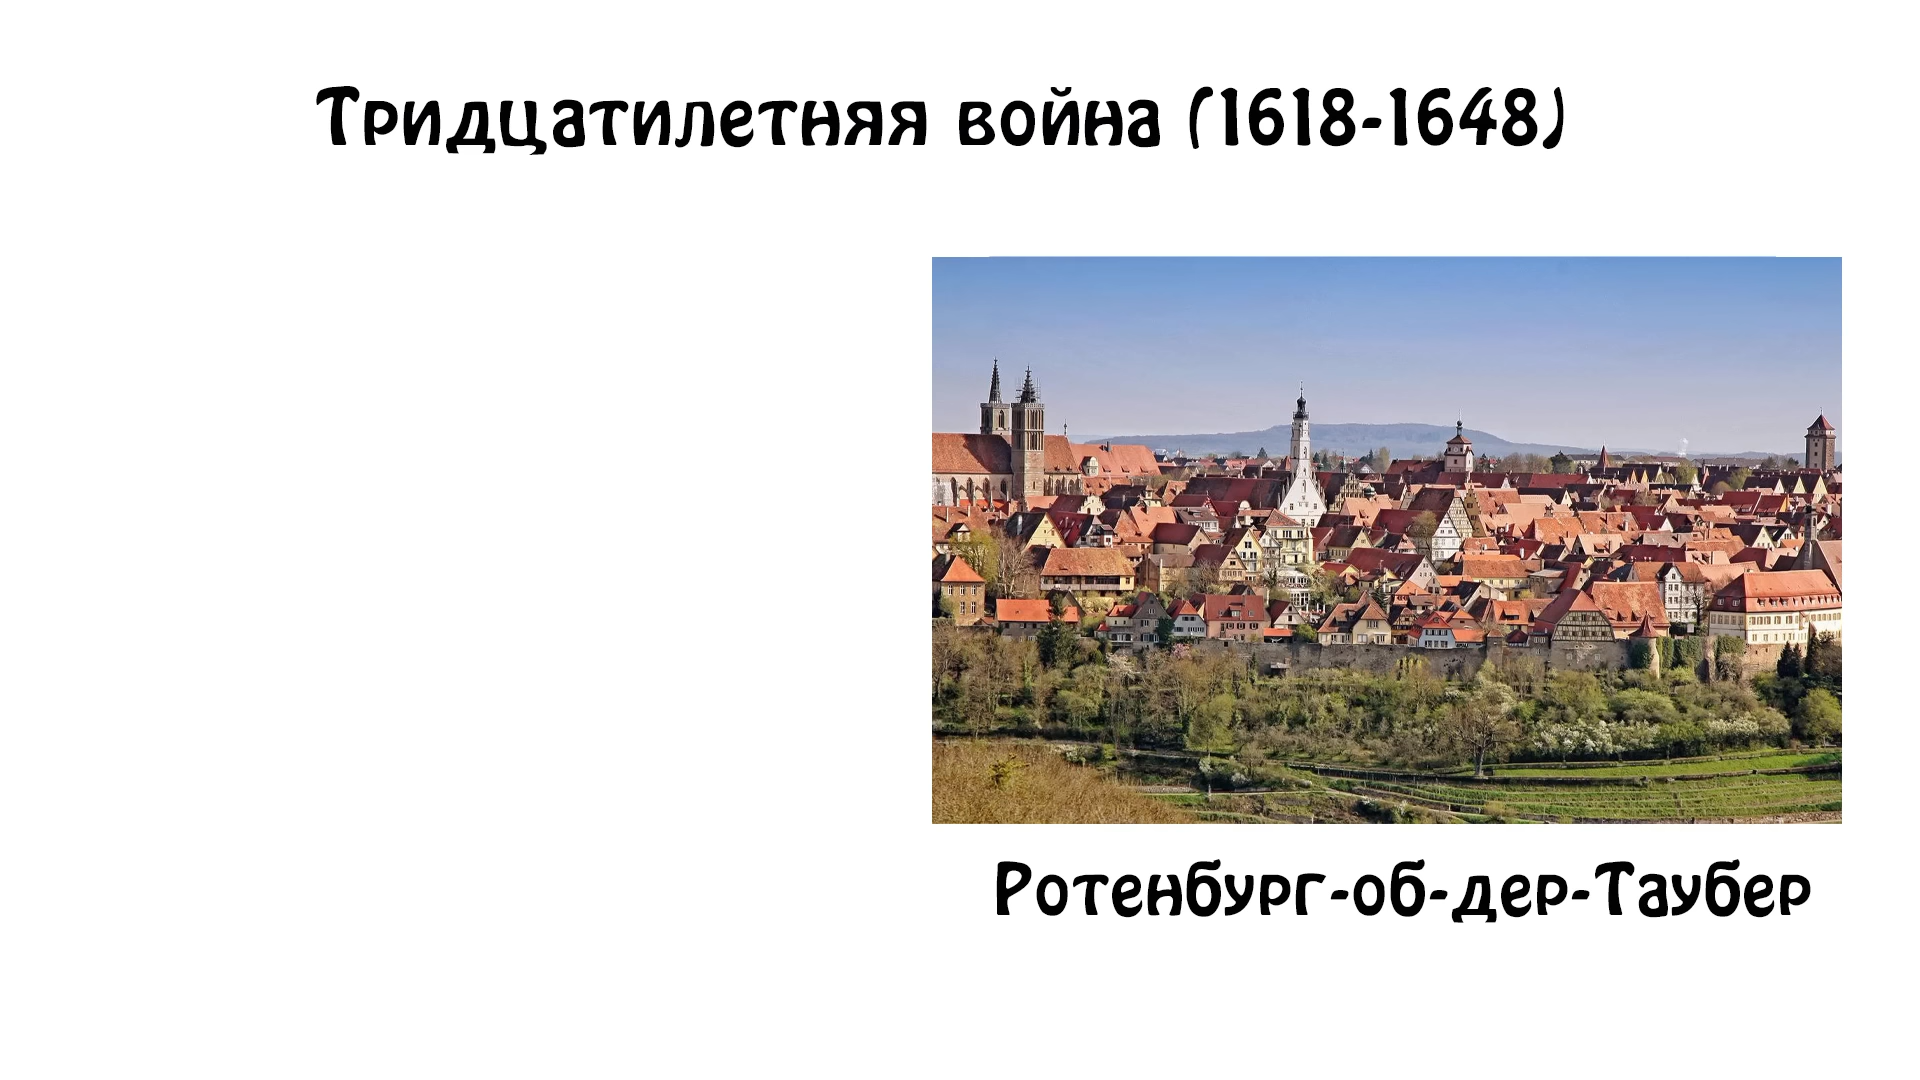 Тридцатилетняя война (1618-1648)
Ротенбург-об-дер-Таубер